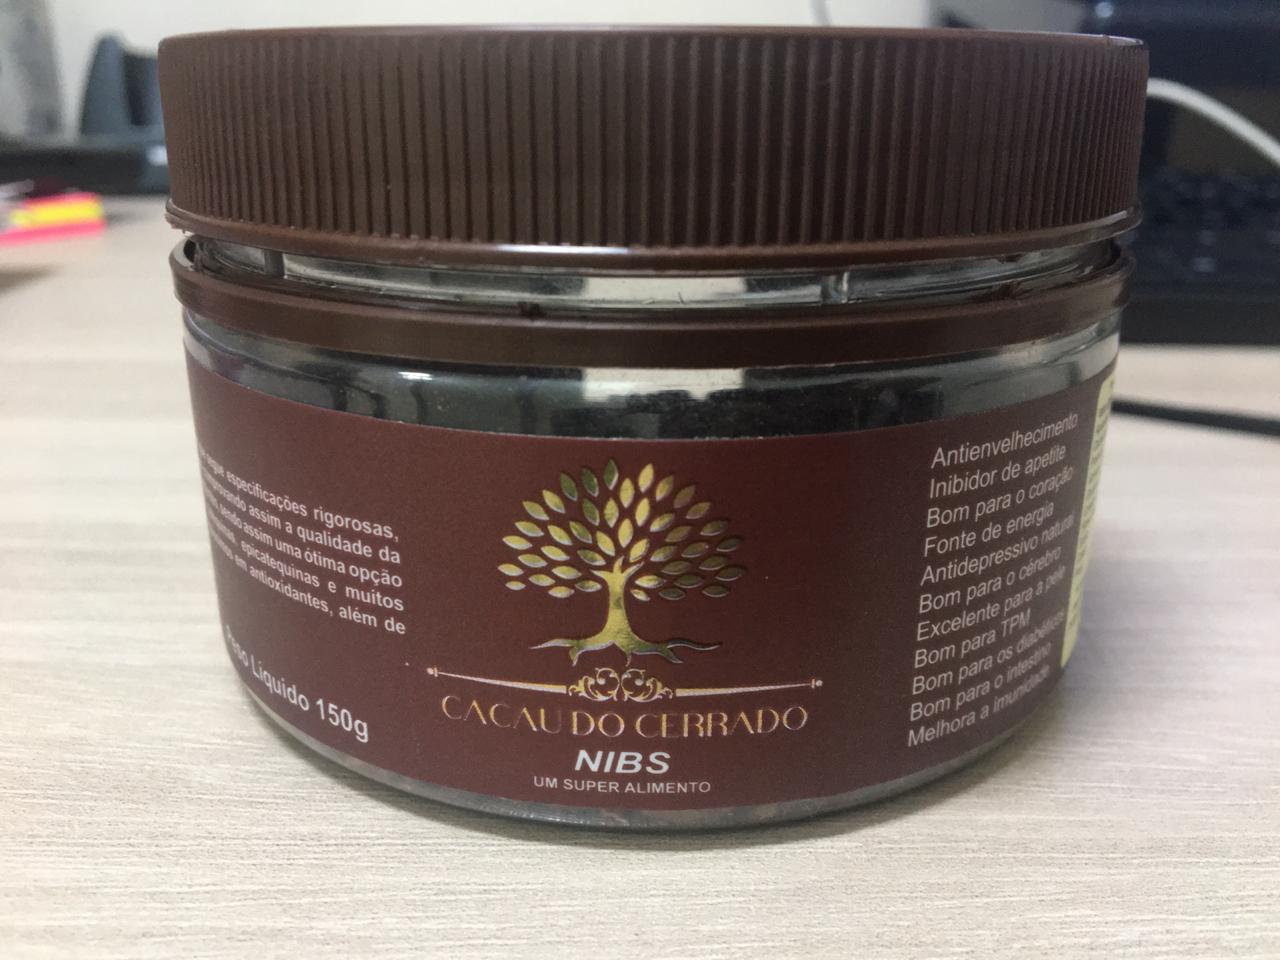 segue especificações rigorosas,
assim a qualidade da
sendo assim uma ótima opção
epicatequinas e muitos
em antioxidantes, além de
Peso Líquido 150g
CACAU DO CERRADO
NIBS
UM SUPER ALIMENTO
Antienvelhecimento
Inibidor de apetite
Bom para o coração
Fonte de energia
Antidepressivo natural
Bom para o cérebro
Excelente para a pele
Bom para TPM
Bom para os diabéticos
Bom para o intestino
Melhora a imunidade